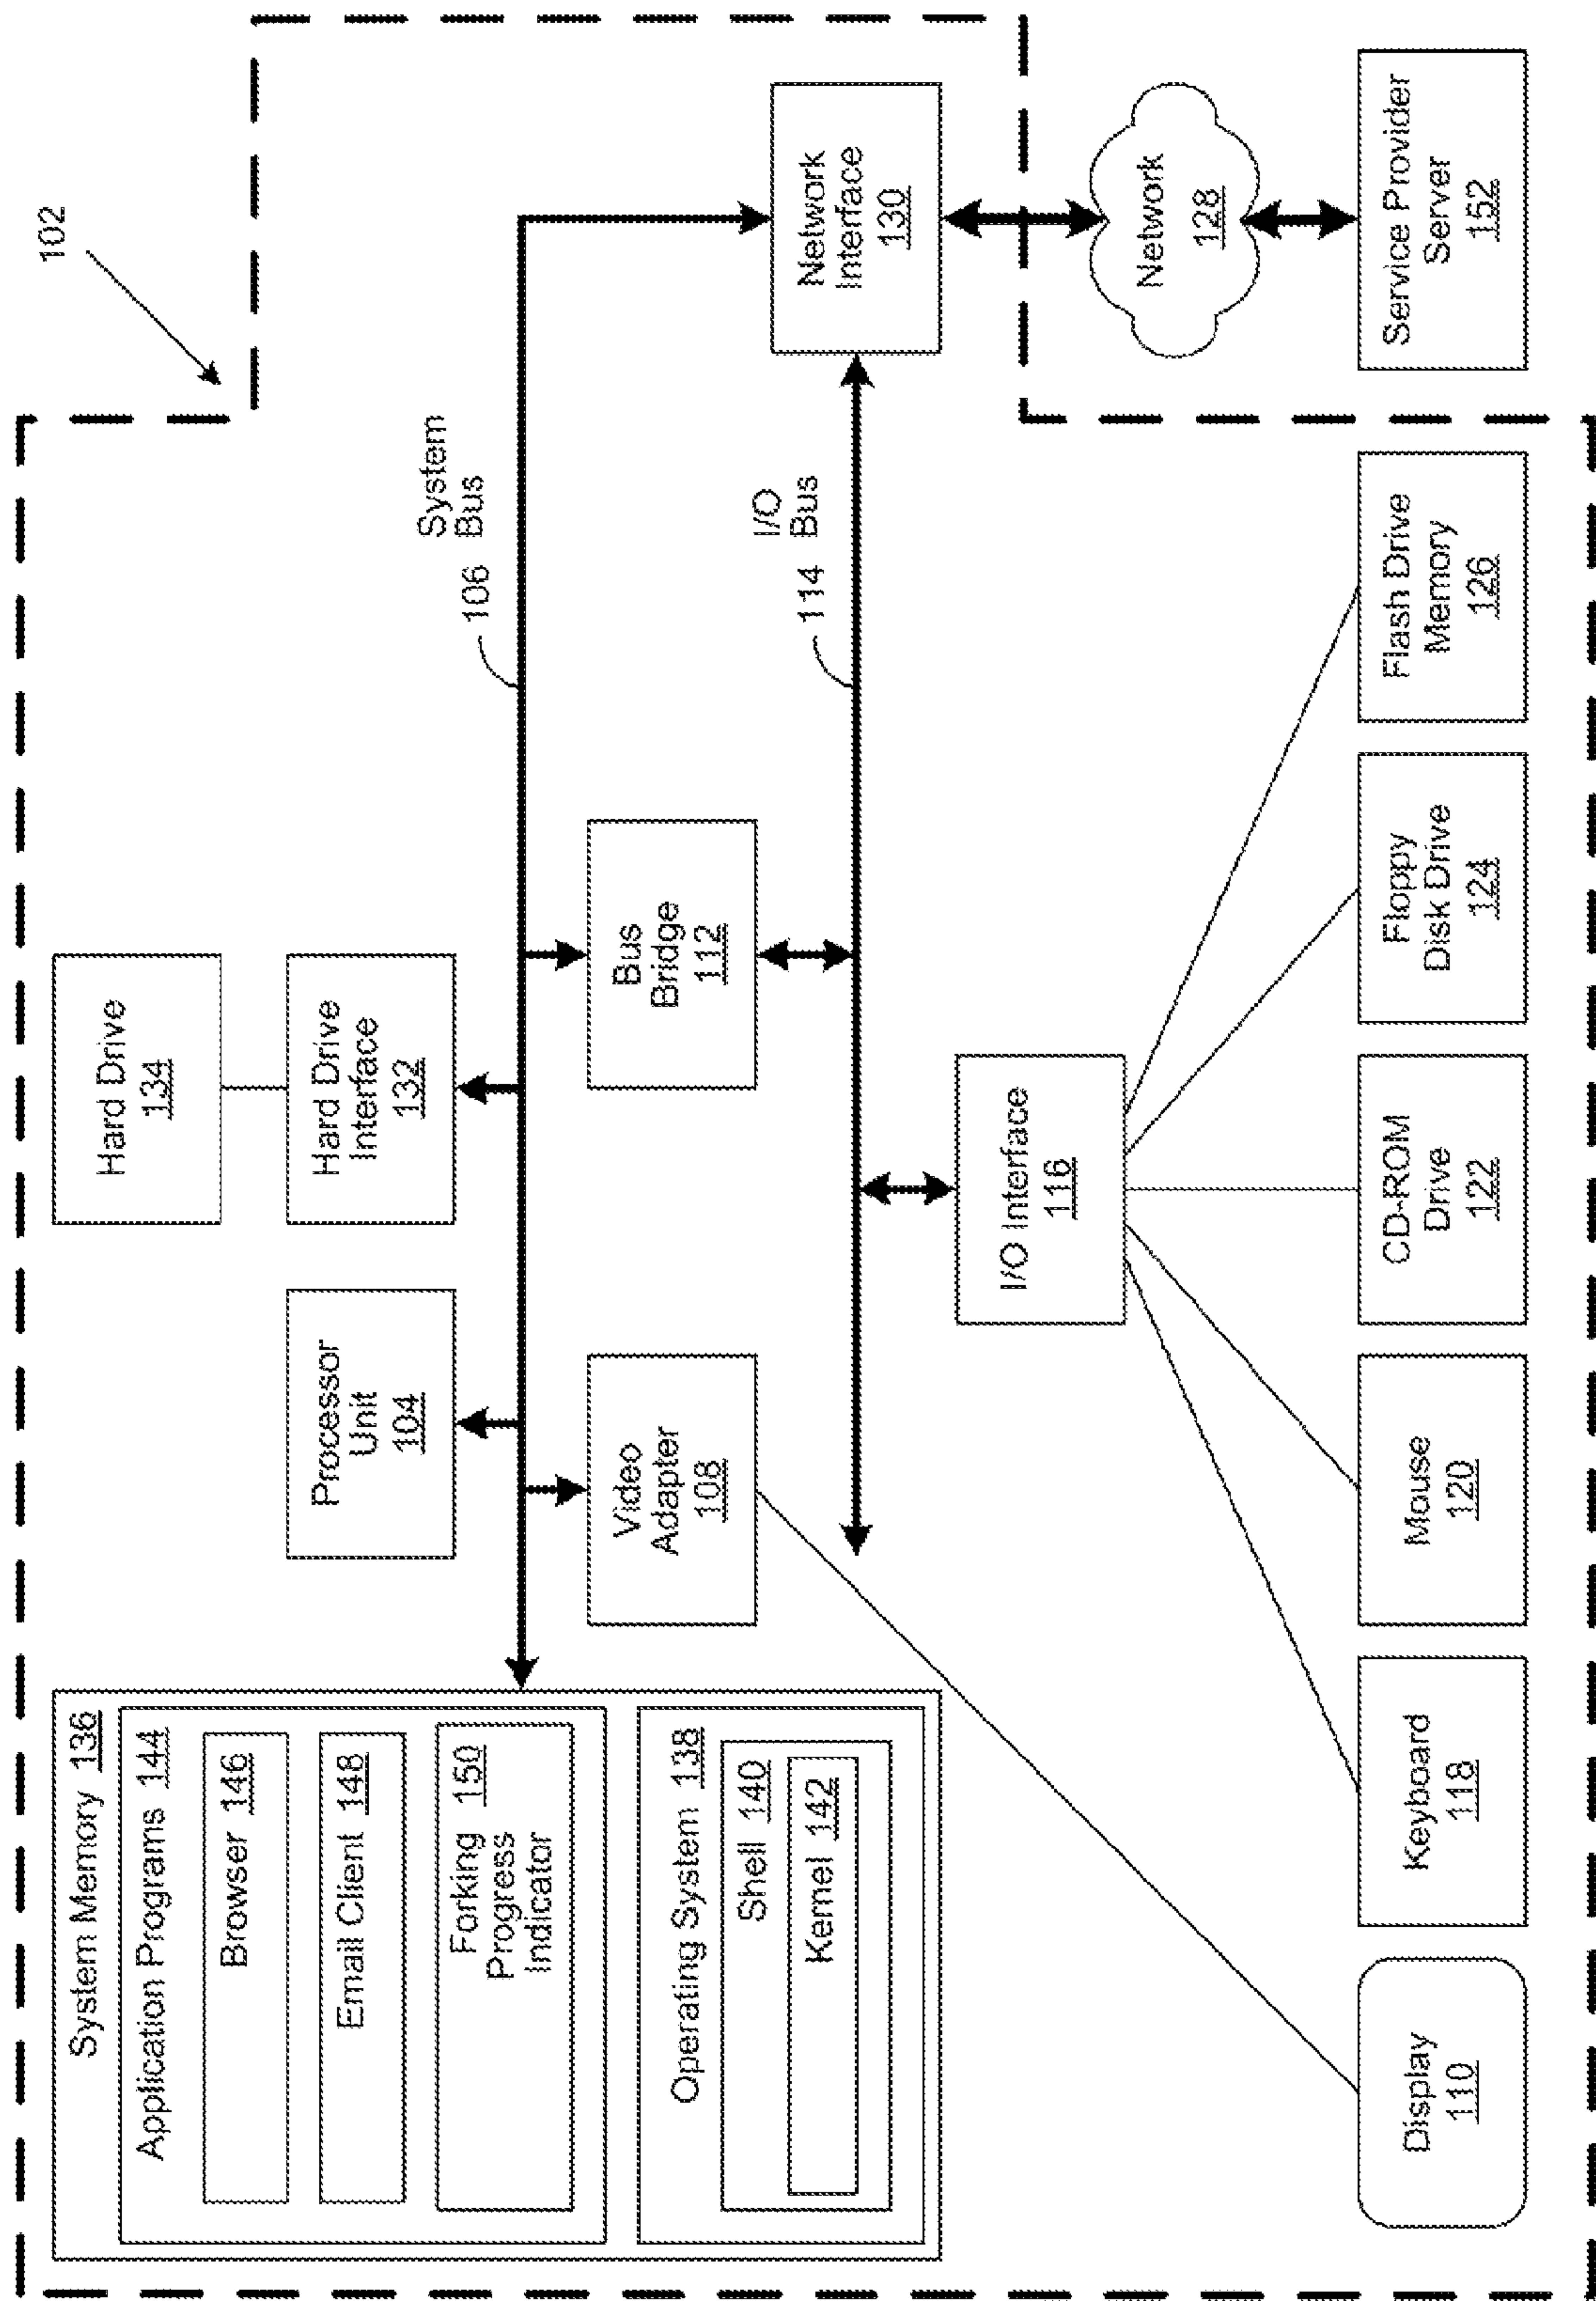 102
System Memory 136
Application Programs 144
Browser 146
Email Client 148
Forking 150
Progress
Indicator
Operating System 138
Shell 140
Kernel 142
Hard Drive
134
Processor
Unit
104
Hard Drive
Interface
132
System
Bus
106
Video
Adapter
108
Bus
Bridge
112
I/O
Bus
114
Network
Interface
130
I/O Interface
116
Network
128
Display
110
Keyboard
118
Mouse
120
CD-ROM
Drive
122
Floppy
Disk Drive
124
Flash Drive
Memory
126
Service Provider
Server
152